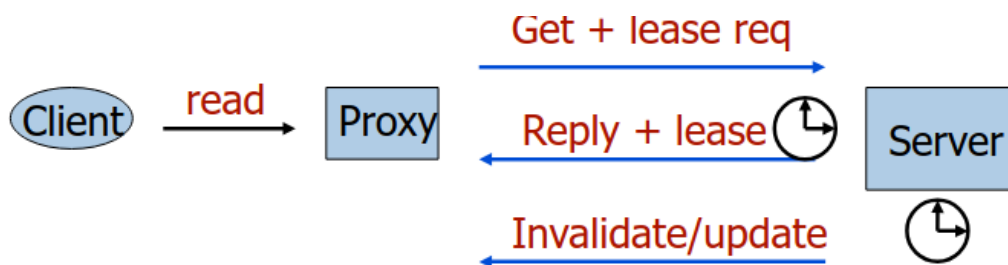 Get + lease req
Client
read
Proxy
Reply + lease
Server
Invalidate/update